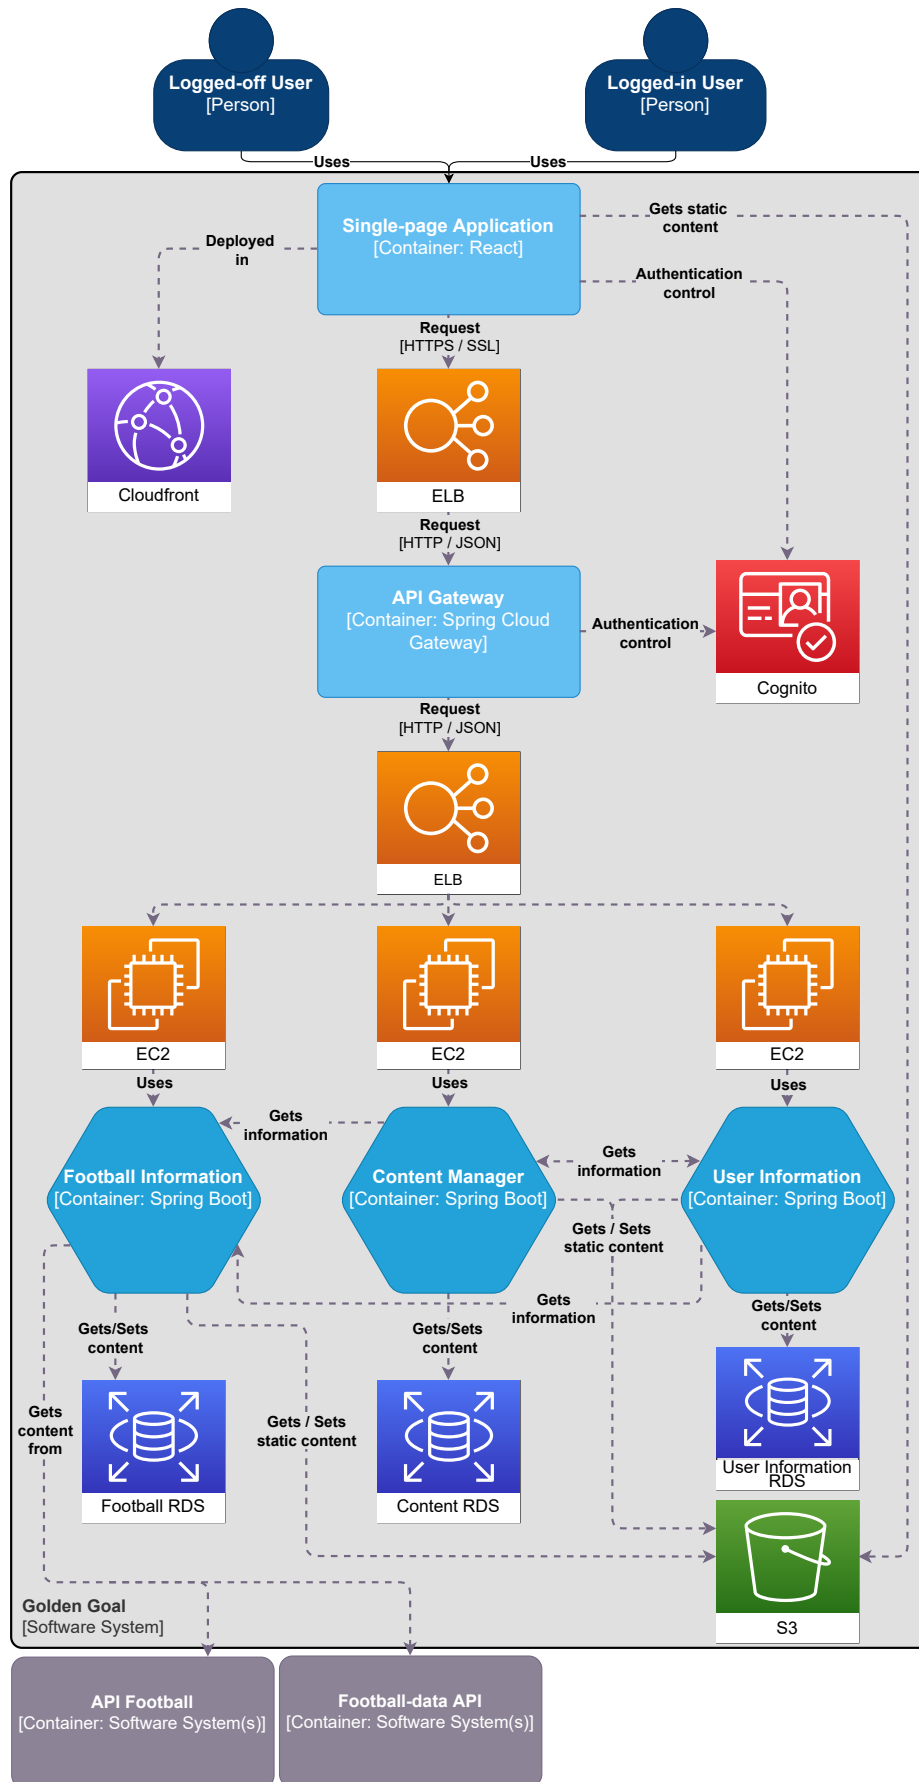 Logged-off User
[Person]
Logged-in User
[Person]
Uses
Uses
Single-page Application
[Container: React]
Gets static
content
Deployed
in
Authentication
control
Request
[HTTPS / SSL]
Cloudfront
ELB
Request
[HTTP / JSON]
API Gateway
[Container: Spring Cloud
Gateway]
Authentication
control
Cognito
Request
[HTTP / JSON]
ELB
EC2
EC2
EC2
Uses
Uses
Uses
Gets
information
Football Information
[Container: Spring Boot]
Content Manager
[Container: Spring Boot]
Gets
information
User Information
[Container: Spring Boot]
Gets / Sets
static content
Gets
information
Gets/Sets
content
Gets/Sets
content
Gets/Sets
content
Gets
content
from
Gets / Sets
static content
Football RDS
Content RDS
User Information
RDS
S3
Golden Goal
[Software System]
API Football
[Container: Software System(s)]
Football-data API
[Container: Software System(s)]